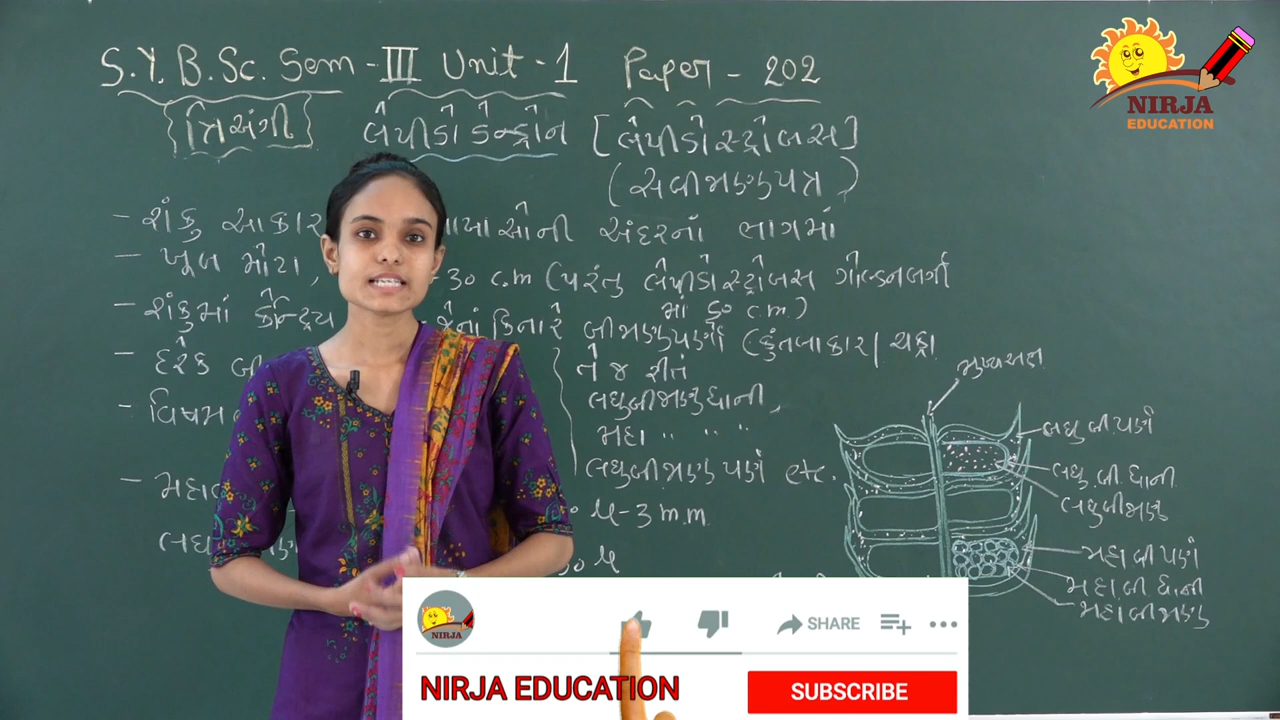 S.Y.B.Sc. Sem-III Unit-1 Paper-202
{ત્રિઅંગી} લેપીડોડેન્ડ્રોન [લેપીડોસ્ટ્રોબસ]
(સબીજાણુપત્ર)
- શંકુ આકાર અંદરનાં ભાગમાં
- ખૂબ મોટા, 30 c.m (પરંતુ લેપીડોસ્ટ્રોબસ ગોલ્ડનબર્ગી
માં ૬૦ c.m.)
- શંકુમાં કેન્દ્રિય કિનારે બીજાણુપર્ણો (કુંતલાકાર/ચક્રા
- દરેક બી
તે જ રીતે
- વિષમ
લઘુબીજાણુધાની,
મહા " " "
લઘુબીજાણુ પર્ણ etc.
- મહા
μ-3 m.m
લઘુ
30 μ
મુખ્યઅક્ષ
લઘુ બી પર્ણ
લઘુ બી ધાની
લઘુબીજાણુ
મહા બી પર્ણ
મહા બી ધાની
મહાબીજાણુ
NIRJA
EDUCATION
NIRJA
SHARE
NIRJA EDUCATION
SUBSCRIBE